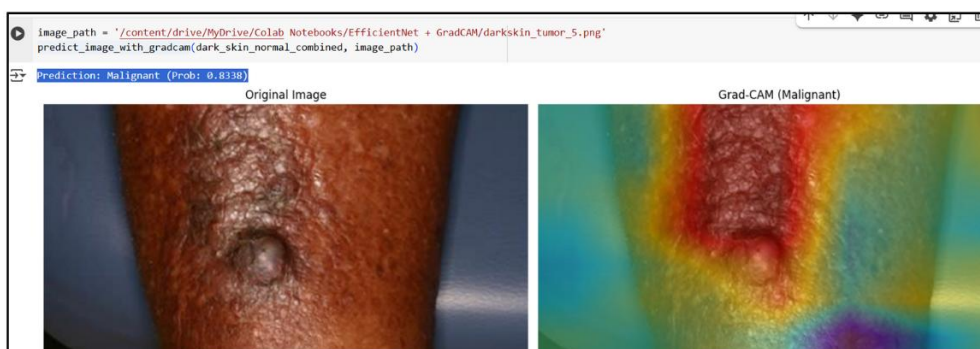 image_path = '/content/drive/MyDrive/Colab Notebooks/EfficientNet + GradCAM/darkskin_tumor_5.png'
predict_image_with_gradcam(dark_skin_normal_combined, image_path)
Prediction: Malignant (Prob: 0.8338)
Original Image
Grad-CAM (Malignant)